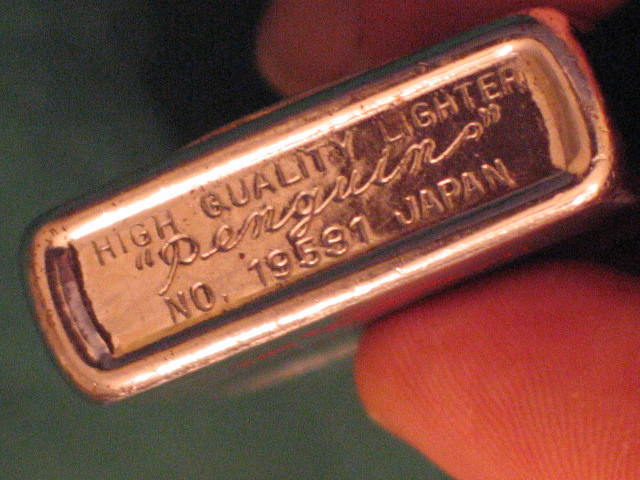 HIGH QUALITY LIGHTER
"Penguin"
NO. 19591 JAPAN